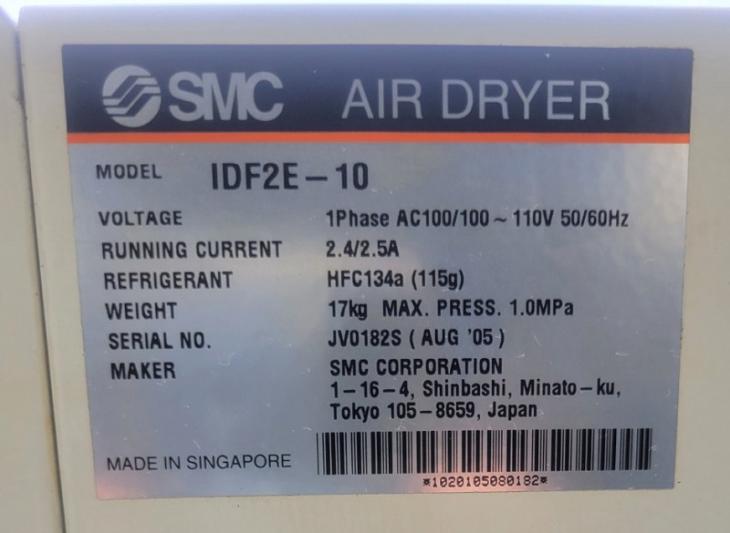 SMC AIR DRYER
MODEL IDF2E-10
VOLTAGE 1Phase AC100/100~110V 50/60Hz
RUNNING CURRENT 2.4/2.5A
REFRIGERANT HFC134a (115g)
WEIGHT 17kg MAX. PRESS. 1.0MPa
SERIAL NO. JV0182S (AUG '05)
MAKER SMC CORPORATION
1-16-4, Shinbashi, Minato-ku,
Tokyo 105-8659, Japan
MADE IN SINGAPORE
*1020105080182*